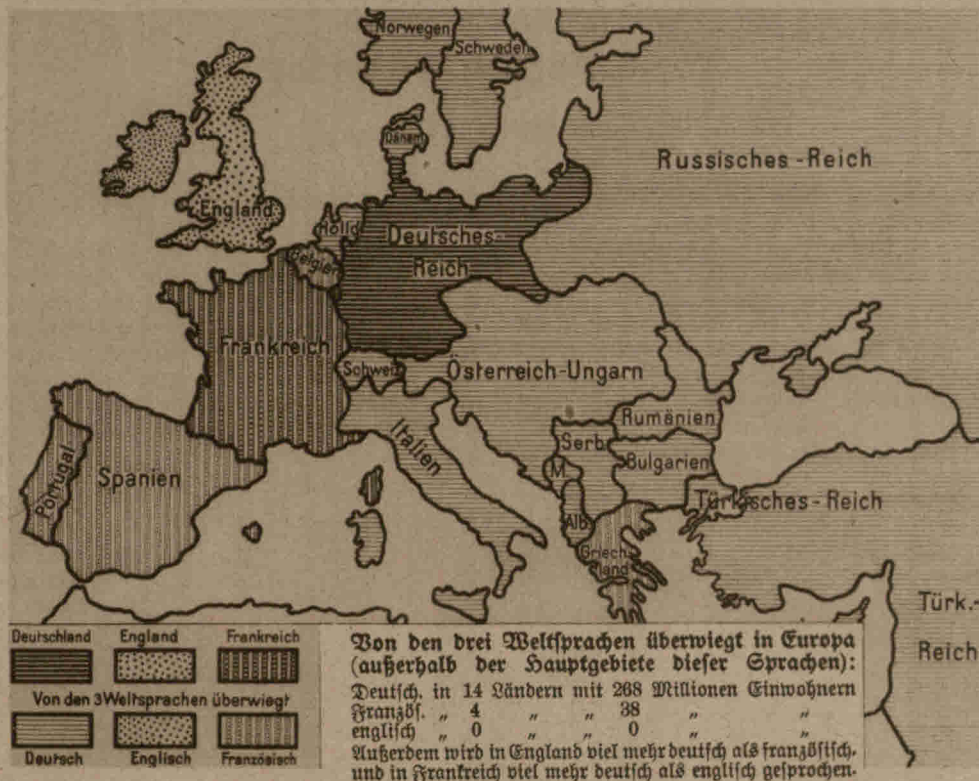 Norwegen
Schweden
Dänem
Russisches-Reich
England
Holld
Belgien
Deutsches-
Reich
Frankreich
Schweiz
Österreich-Ungarn
Rumänien
Serb.
Bulgarien
M.
Italien
Alb.
Türkisches-Reich
Griech-
land
Portugal
Spanien
Türk.-
Reich
Deutschland England Frankreich
Von den 3 Weltsprachen überwiegt
Deutsch Englisch Französisch
Von den drei Weltsprachen überwiegt in Europa
(außerhalb der Hauptgebiete dieser Sprachen):
Deutsch. in 14 Ländern mit 268 Millionen Einwohnern
Französ. „ 4 „ „ 38 „ „
englisch „ 0 „ „ 0 „ „
Außerdem wird in England viel mehr deutsch als französisch.
und in Frankreich viel mehr deutsch als englisch gesprochen.